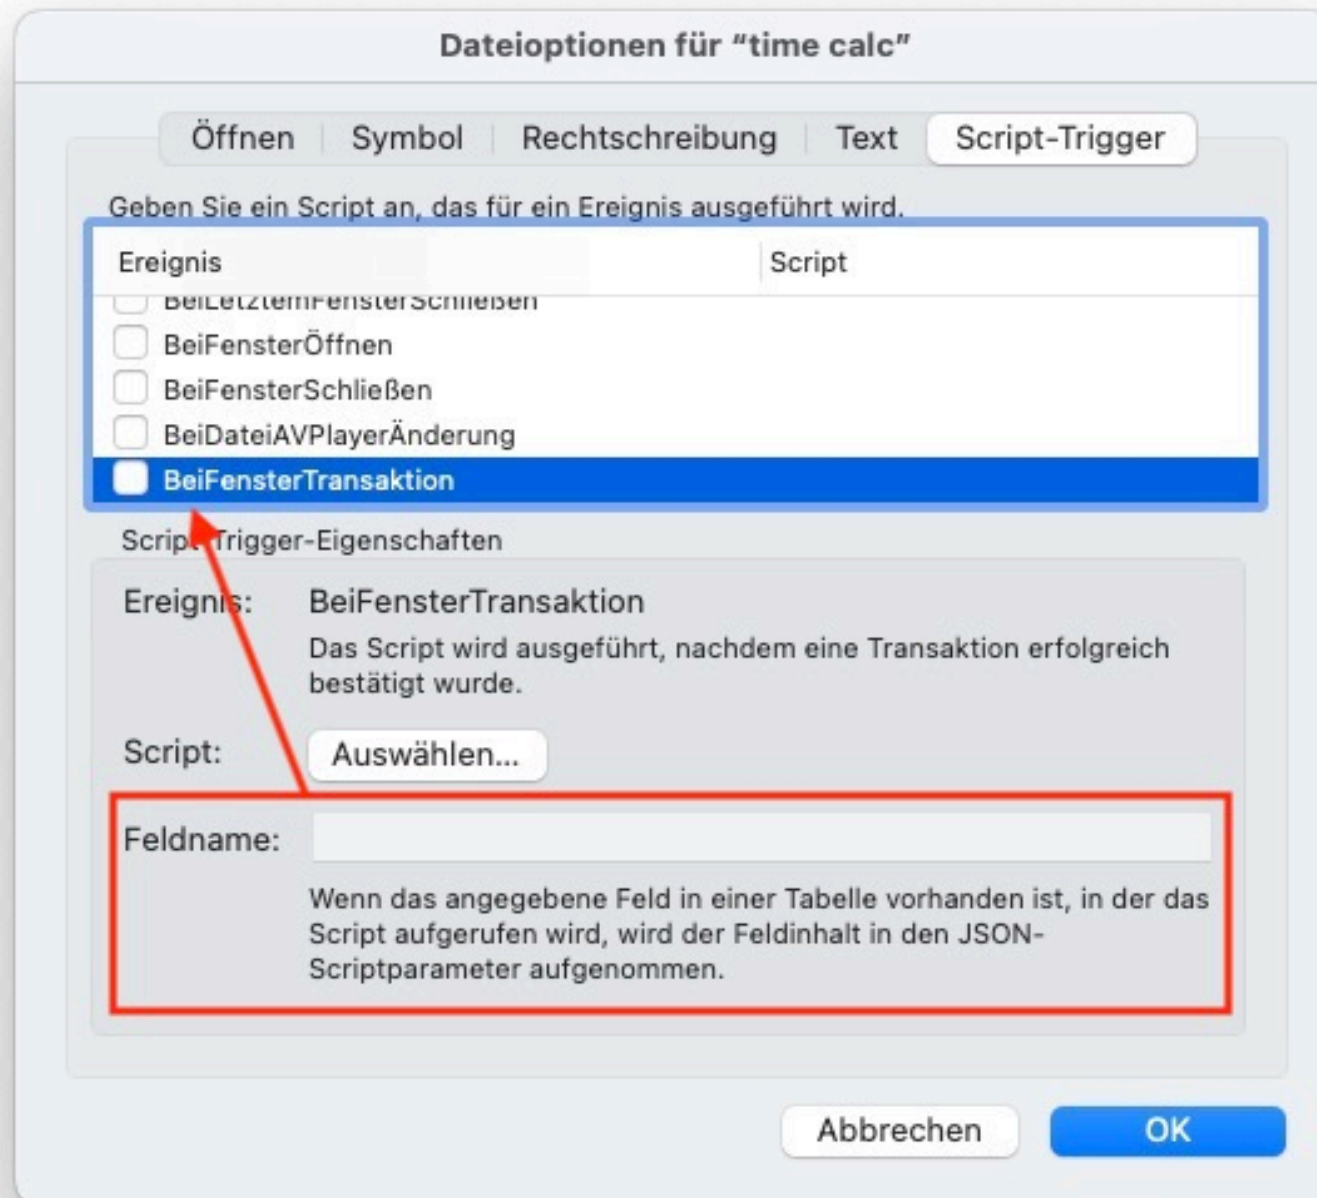 Dateioptionen für “time calc”
Öffnen Symbol Rechtschreibung Text Script-Trigger
Geben Sie ein Script an, das für ein Ereignis ausgeführt wird.
Ereignis Script
BeiLetztemFensterSchließen
BeiFensterÖffnen
BeiFensterSchließen
BeiDateiAVPlayerÄnderung
BeiFensterTransaktion
Script-Trigger-Eigenschaften
Ereignis: BeiFensterTransaktion
Das Script wird ausgeführt, nachdem eine Transaktion erfolgreich
bestätigt wurde.
Script: Auswählen...
Feldname:
Wenn das angegebene Feld in einer Tabelle vorhanden ist, in der das
Script aufgerufen wird, wird der Feldinhalt in den JSON-
Scriptparameter aufgenommen.
Abbrechen OK